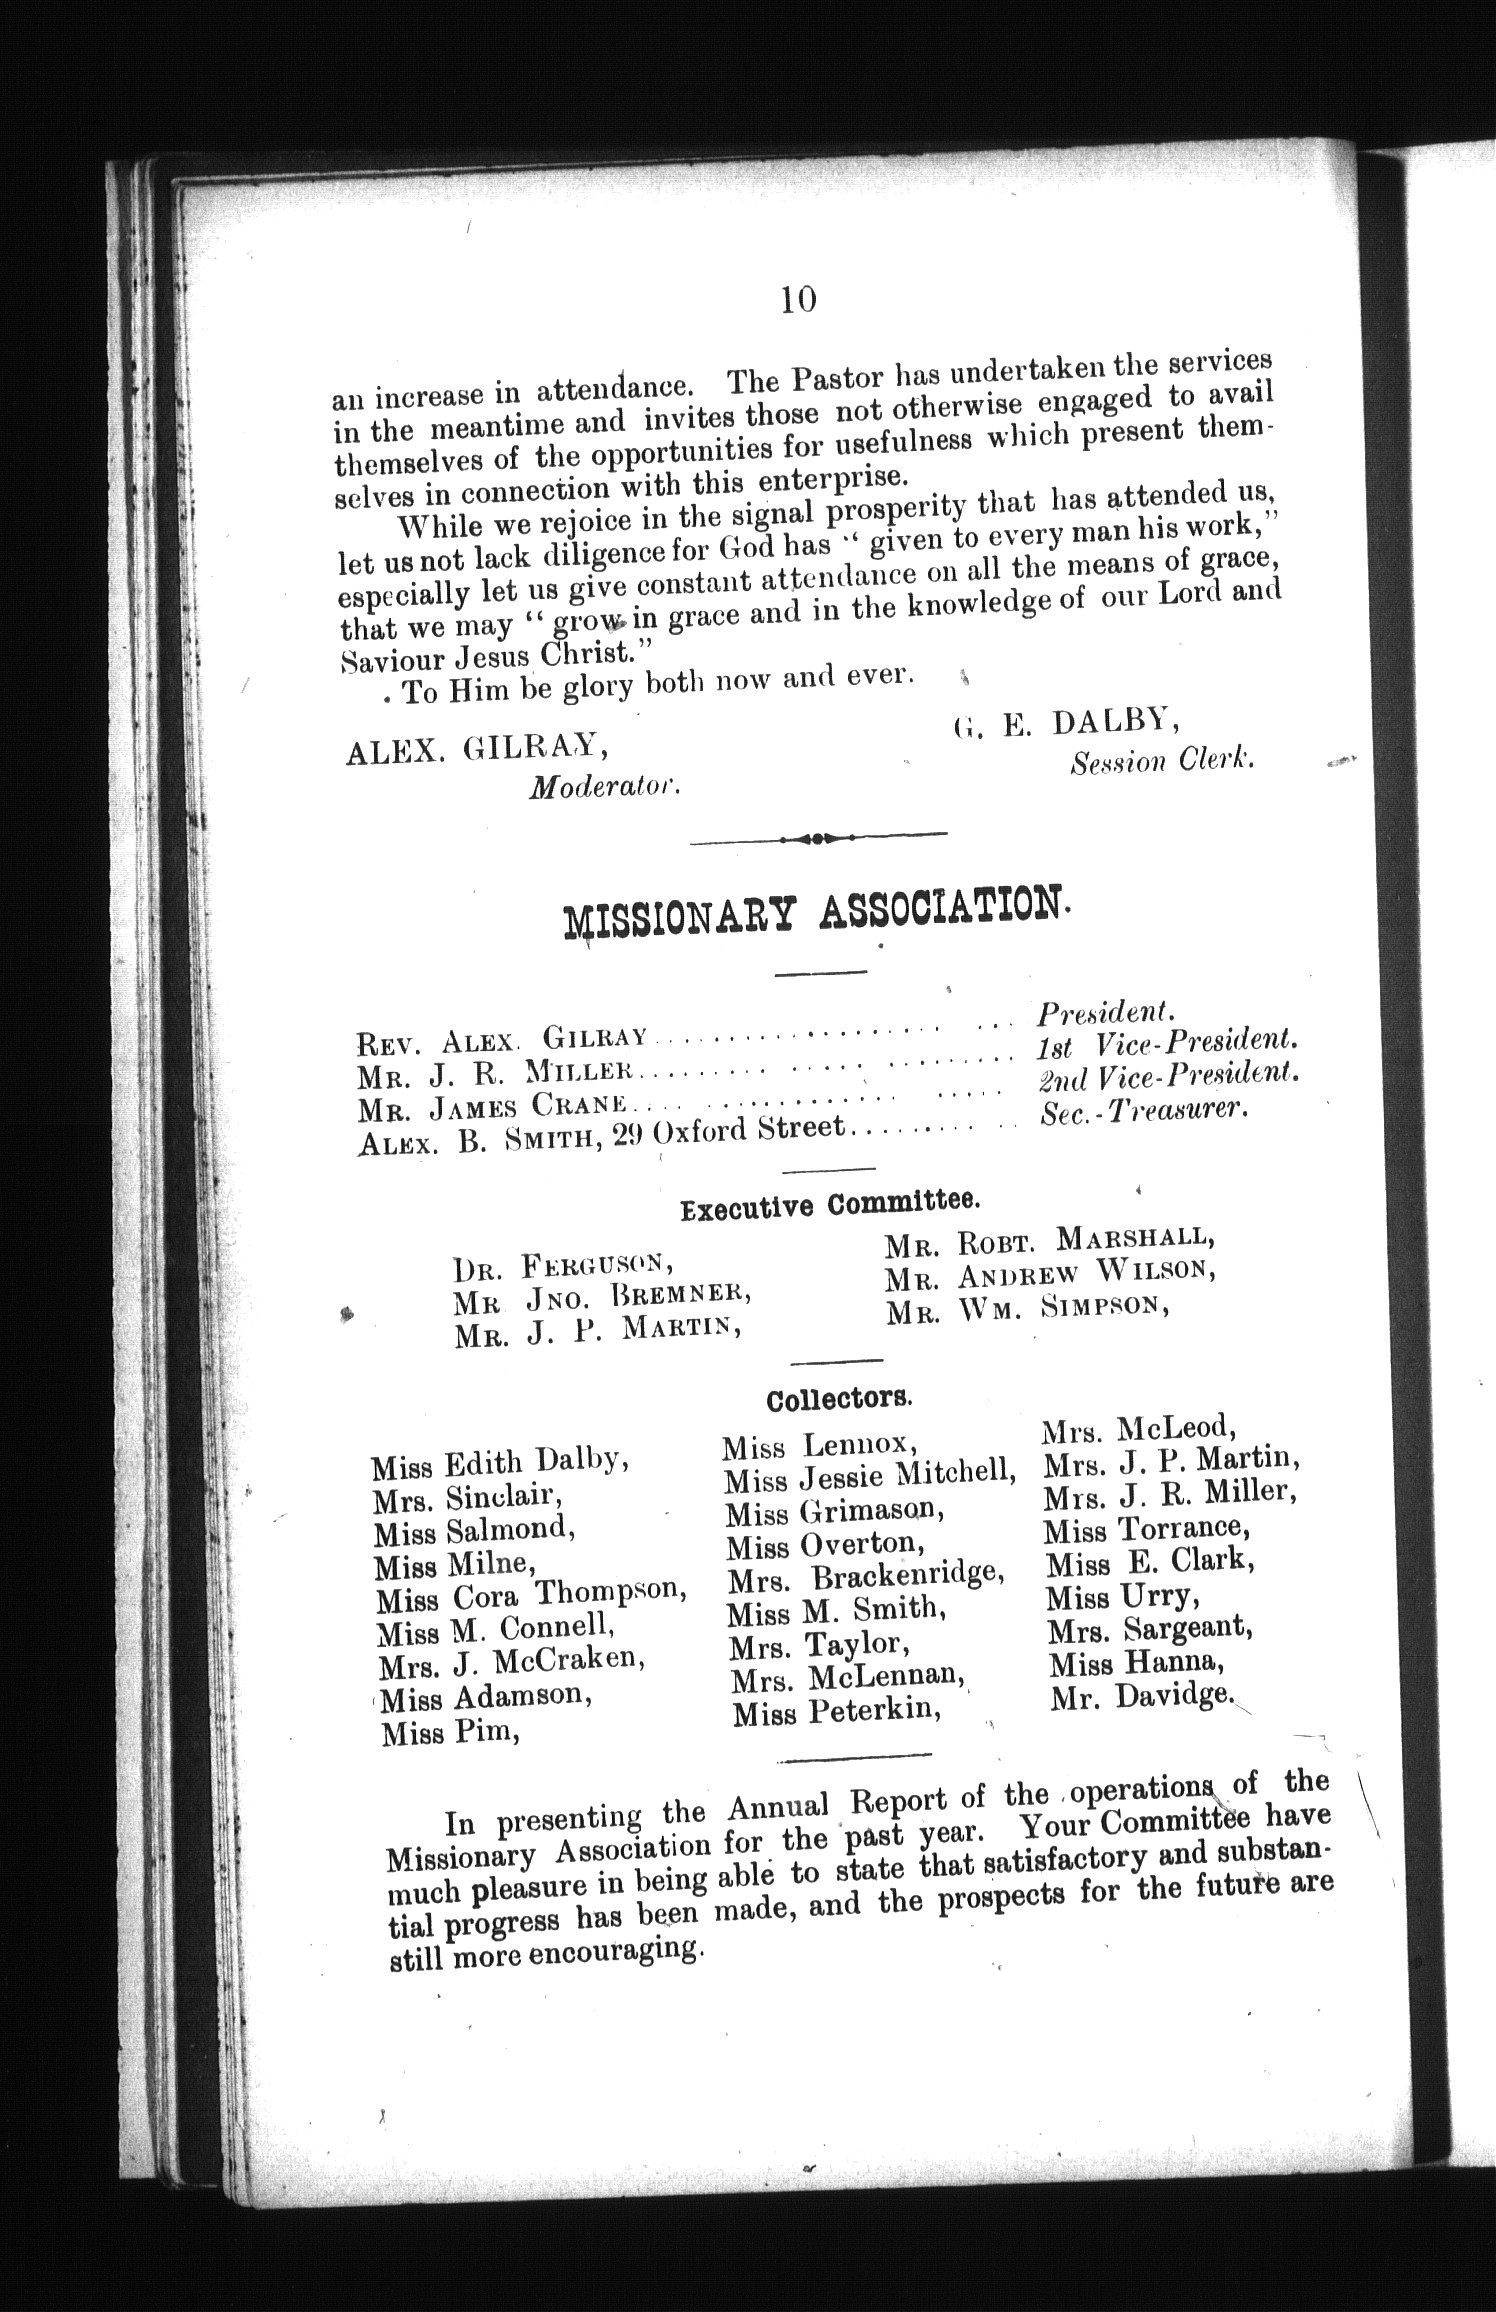 10
an increase in attendance. The Pastor has undertaken the services
in the meantime and invites those not otherwise engaged to avail
themselves of the opportunities for usefulness which present them-
selves in connection with this enterprise.
While we rejoice in the signal prosperity that has attended us,
let us not lack diligence for God has " given to every man his work,"
especially let us give constant attendance on all the means of grace,
that we may " grow in grace and in the knowledge of our Lord and
Saviour Jesus Christ."
To Him be glory both now and ever.
ALEX. GILRAY,
Moderator.
G. E. DALBY,
Session Clerk.
MISSIONARY ASSOCIATION.
REV. ALEX. GILRAY .................... President.
MR. J. R. MILLER .................... 1st Vice-President.
MR. JAMES CRANE .................... 2nd Vice-President.
ALEX. B. SMITH, 29 Oxford Street........... Sec.-Treasurer.
Executive Committee.
DR. FERGUSON,
MR JNO. BREMNER,
MR. J. P. MARTIN,
MR. ROBT. MARSHALL,
MR. ANDREW WILSON,
MR. WM. SIMPSON,
Collectors.
Miss Edith Dalby,
Mrs. Sinclair,
Miss Salmond,
Miss Milne,
Miss Cora Thompson,
Miss M. Connell,
Mrs. J. McCraken,
Miss Adamson,
Miss Pim,
Miss Lennox,
Miss Jessie Mitchell,
Miss Grimason,
Miss Overton,
Mrs. Brackenridge,
Miss M. Smith,
Mrs. Taylor,
Mrs. McLennan,
Miss Peterkin,
Mrs. McLeod,
Mrs. J. P. Martin,
Mrs. J. R. Miller,
Miss Torrance,
Miss E. Clark,
Miss Urry,
Mrs. Sargeant,
Miss Hanna,
Mr. Davidge.
In presenting the Annual Report of the operations of the
Missionary Association for the past year. Your Committee have
much pleasure in being able to state that satisfactory and substan-
tial progress has been made, and the prospects for the future are
still more encouraging.